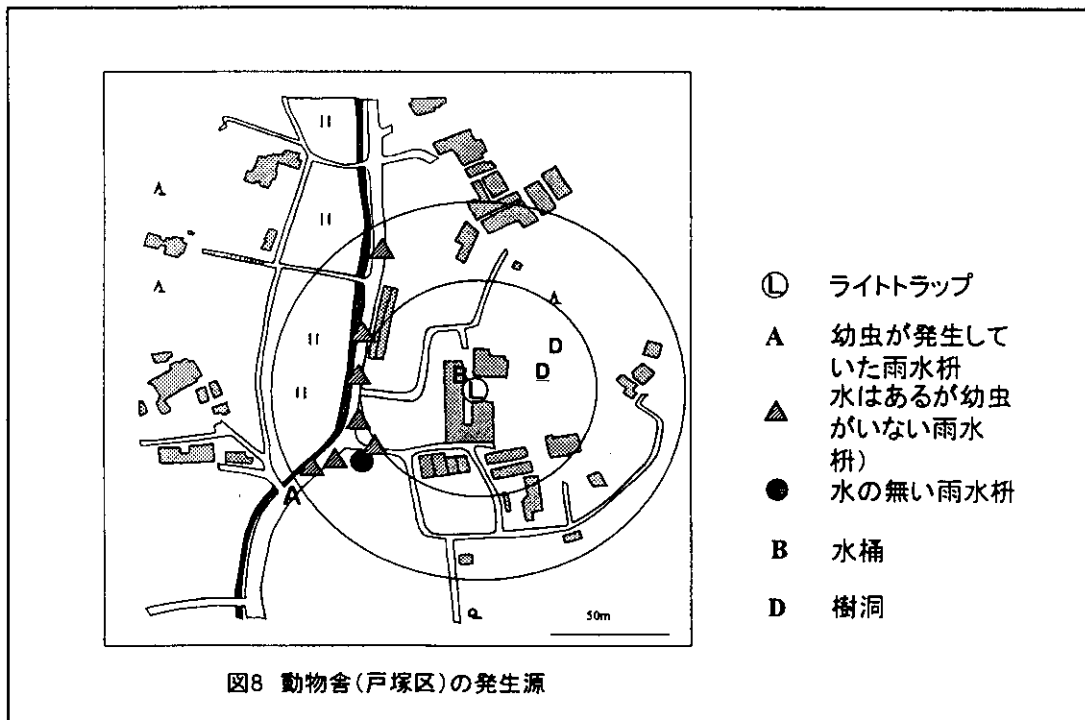 A
B
L
D
D
50m
Ⓛ ライトトラップ
A 幼虫が発生して
いた雨水枡
水はあるが幼虫
がいない雨水
枡)
水の無い雨水枡
B 水桶
D 樹洞
図8 動物舎(戸塚区)の発生源